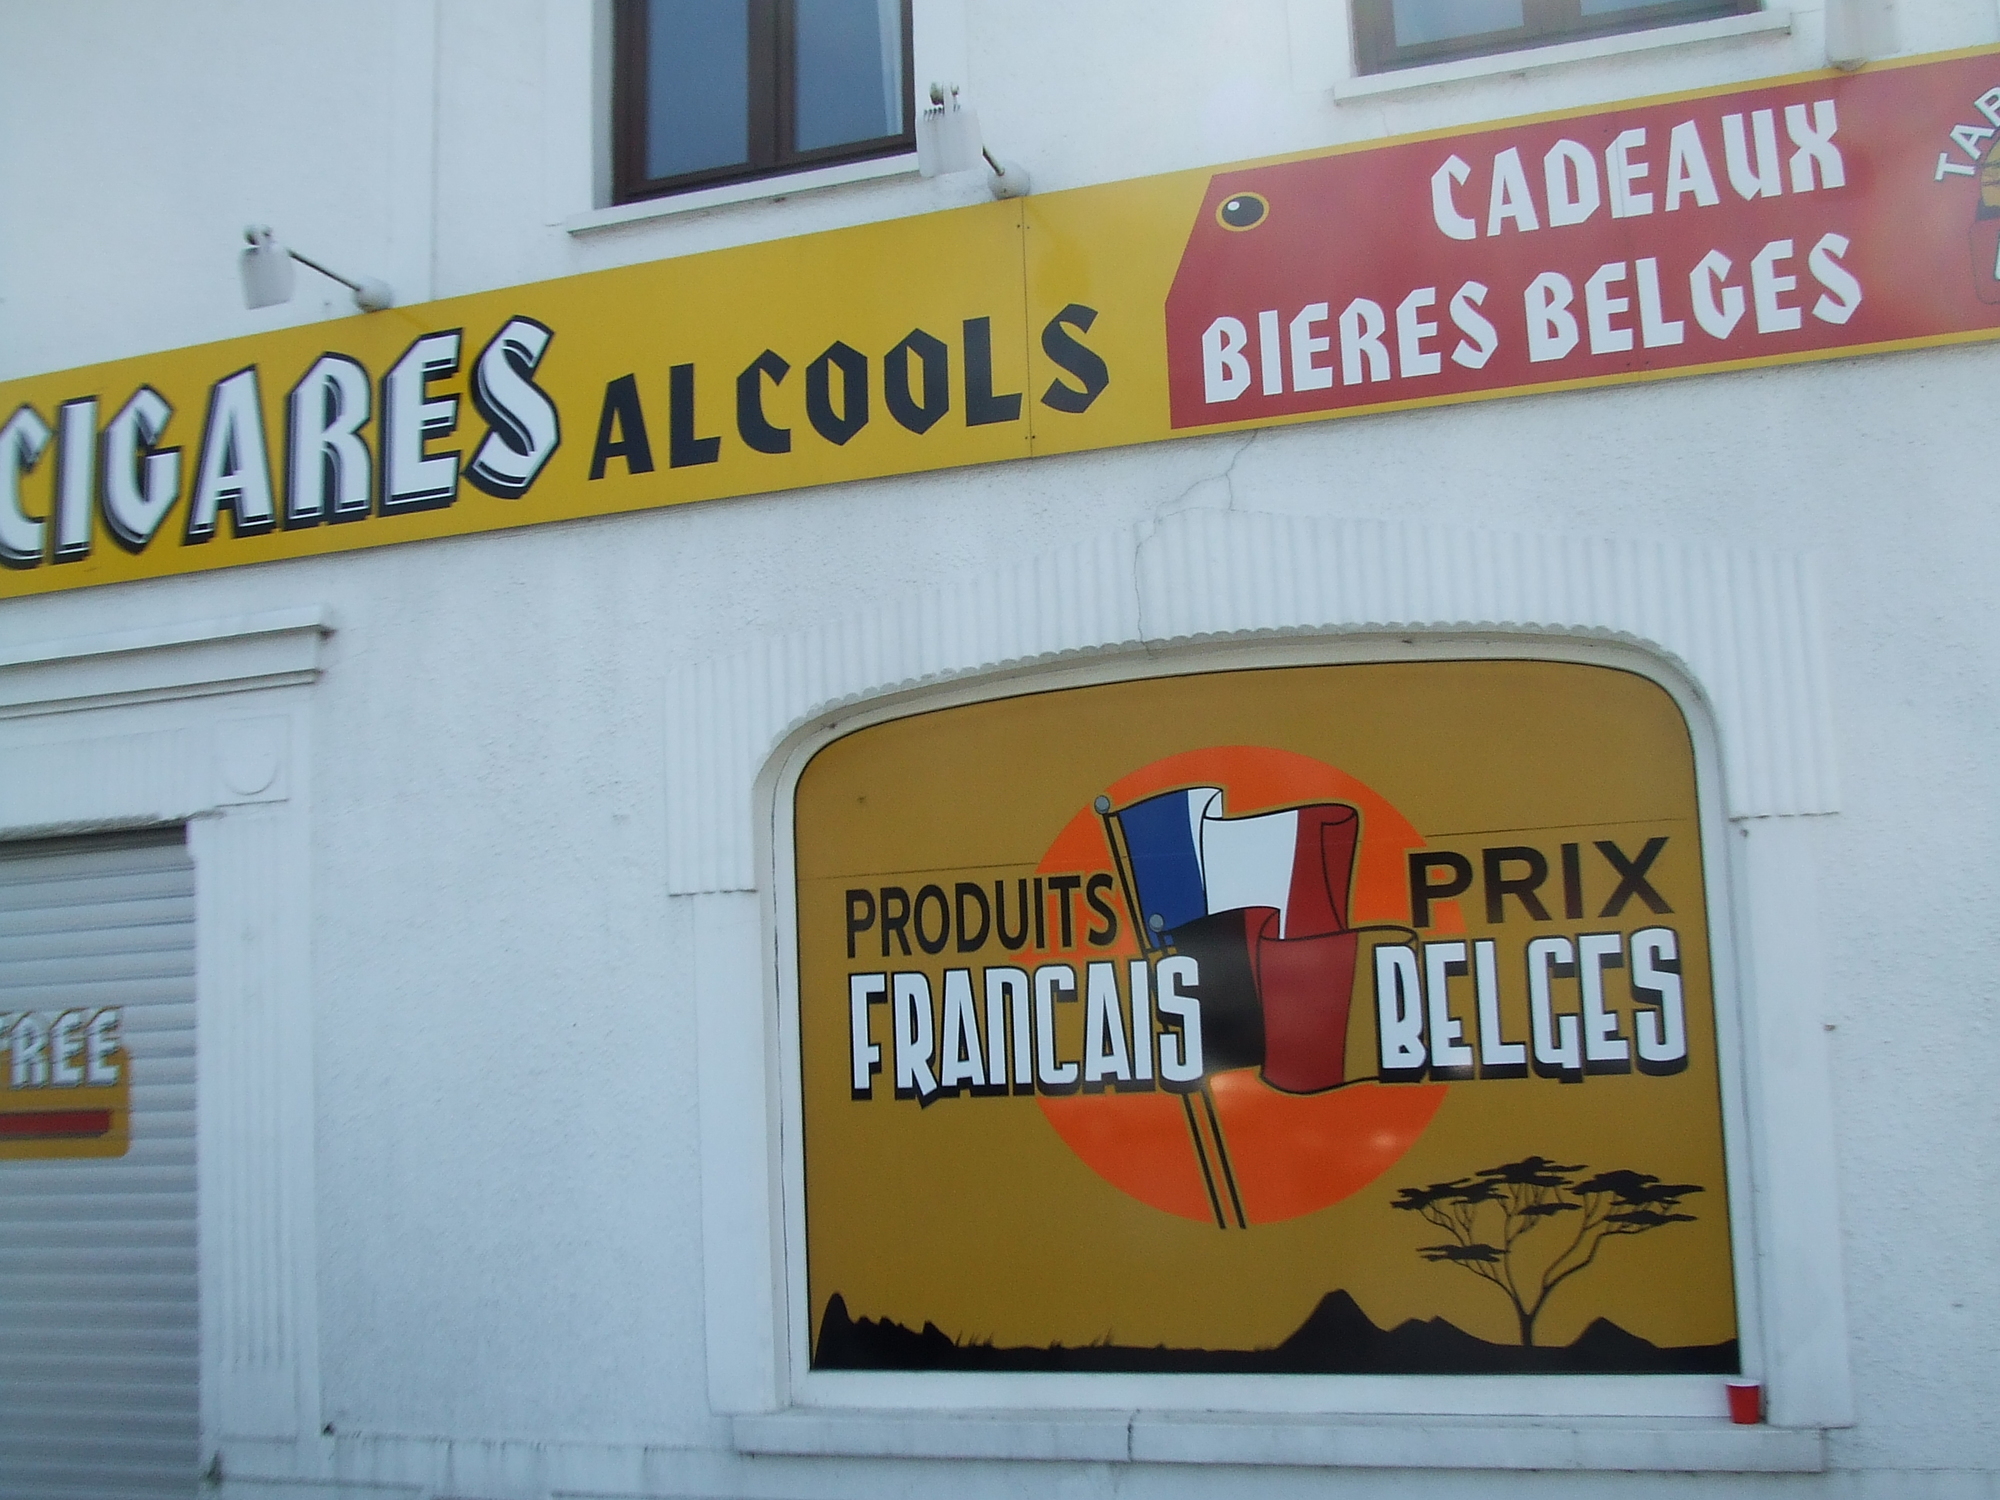 CIGARES ALCOOLS
CADEAUX
BIERES BELGES
PRODUITS
FRANCAIS
PRIX
BELGES
FREE